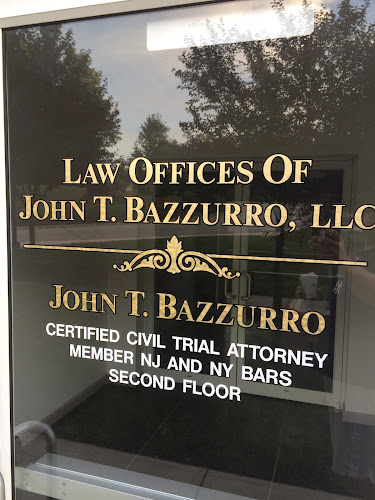 LAW OFFICES OF
JOHN T. BAZZURRO, LLC
JOHN T. BAZZURRO
CERTIFIED CIVIL TRIAL ATTORNEY
MEMBER NJ AND NY BARS
SECOND FLOOR